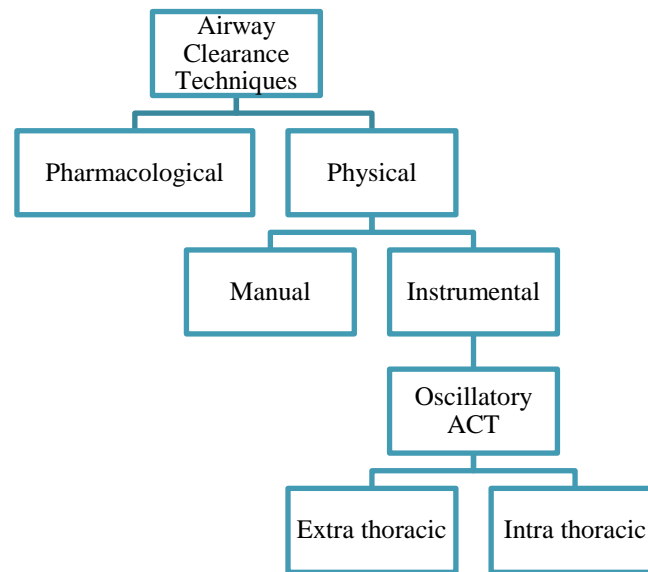 Airway
Clearance
Techniques
Pharmacological
Physical
Manual
Instrumental
Oscillatory
ACT
Extra thoracic
Intra thoracic